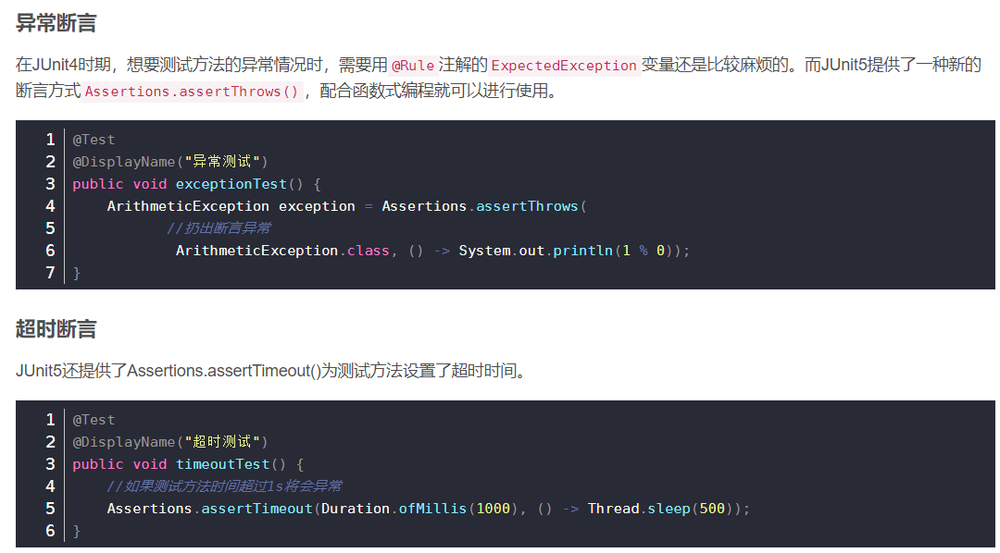 异常断言
在JUnit4时期，想要测试方法的异常情况时，需要用 @Rule 注解的 ExpectedException 变量还是比较麻烦的。而JUnit5提供了一种新的
断言方式 Assertions.assertThrows() ，配合函数式编程就可以进行使用。
1 @Test
2 @DisplayName("异常测试")
3 public void exceptionTest() {
4     ArithmeticException exception = Assertions.assertThrows(
5            //扔出断言异常
6             ArithmeticException.class, () -> System.out.println(1 % 0));
7 }
超时断言
JUnit5还提供了Assertions.assertTimeout()为测试方法设置了超时时间。
1 @Test
2 @DisplayName("超时测试")
3 public void timeoutTest() {
4     //如果测试方法时间超过1s将会异常
5     Assertions.assertTimeout(Duration.ofMillis(1000), () -> Thread.sleep(500));
6 }